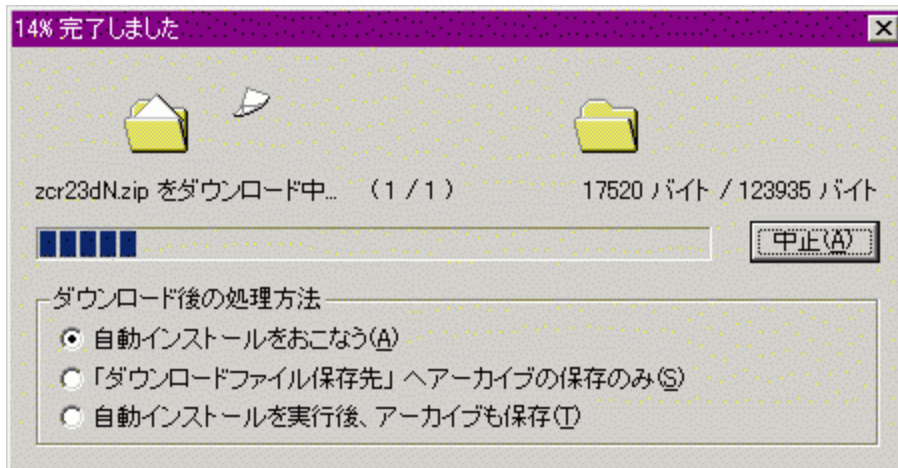 14% 完了しました
zcr23dN.zip をダウンロード中... (1 / 1) 17520 バイト / 123935 バイト
中止(A)
ダウンロード後の処理方法
自動インストールをおこなう(A)
「ダウンロードファイル保存先」へアーカイブの保存のみ(S)
自動インストールを実行後、アーカイブも保存(T)